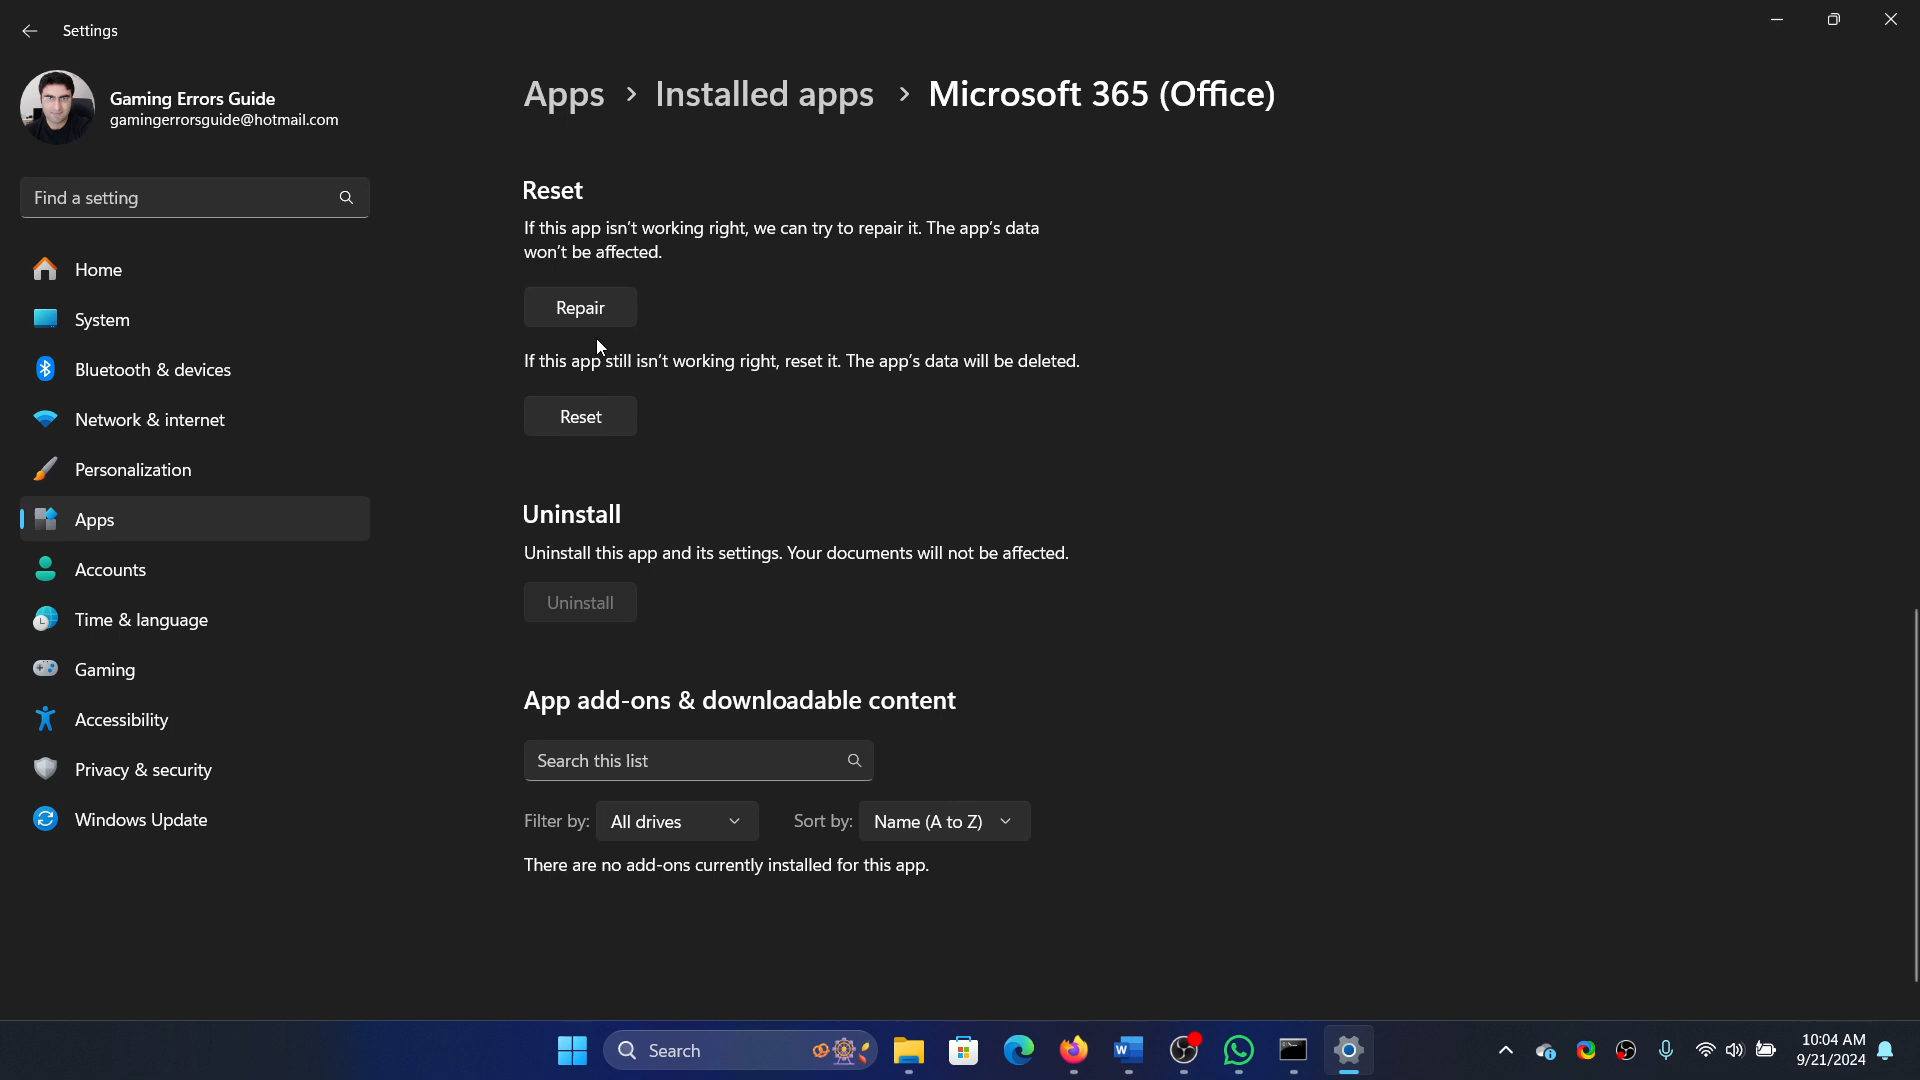 Settings
Gaming Errors Guide
gamingerrorsguide@hotmail.com
Find a setting
Home
System
Bluetooth & devices
Network & internet
Personalization
Apps
Accounts
Time & language
Gaming
Accessibility
Privacy & security
Windows Update
Apps > Installed apps > Microsoft 365 (Office)
Reset
If this app isn't working right, we can try to repair it. The app's data
won't be affected.
Repair
If this app still isn't working right, reset it. The app's data will be deleted.
Reset
Uninstall
Uninstall this app and its settings. Your documents will not be affected.
Uninstall
App add-ons & downloadable content
Search this list
Filter by: All drives Sort by: Name (A to Z)
There are no add-ons currently installed for this app.
Search
10:04 AM
9/21/2024